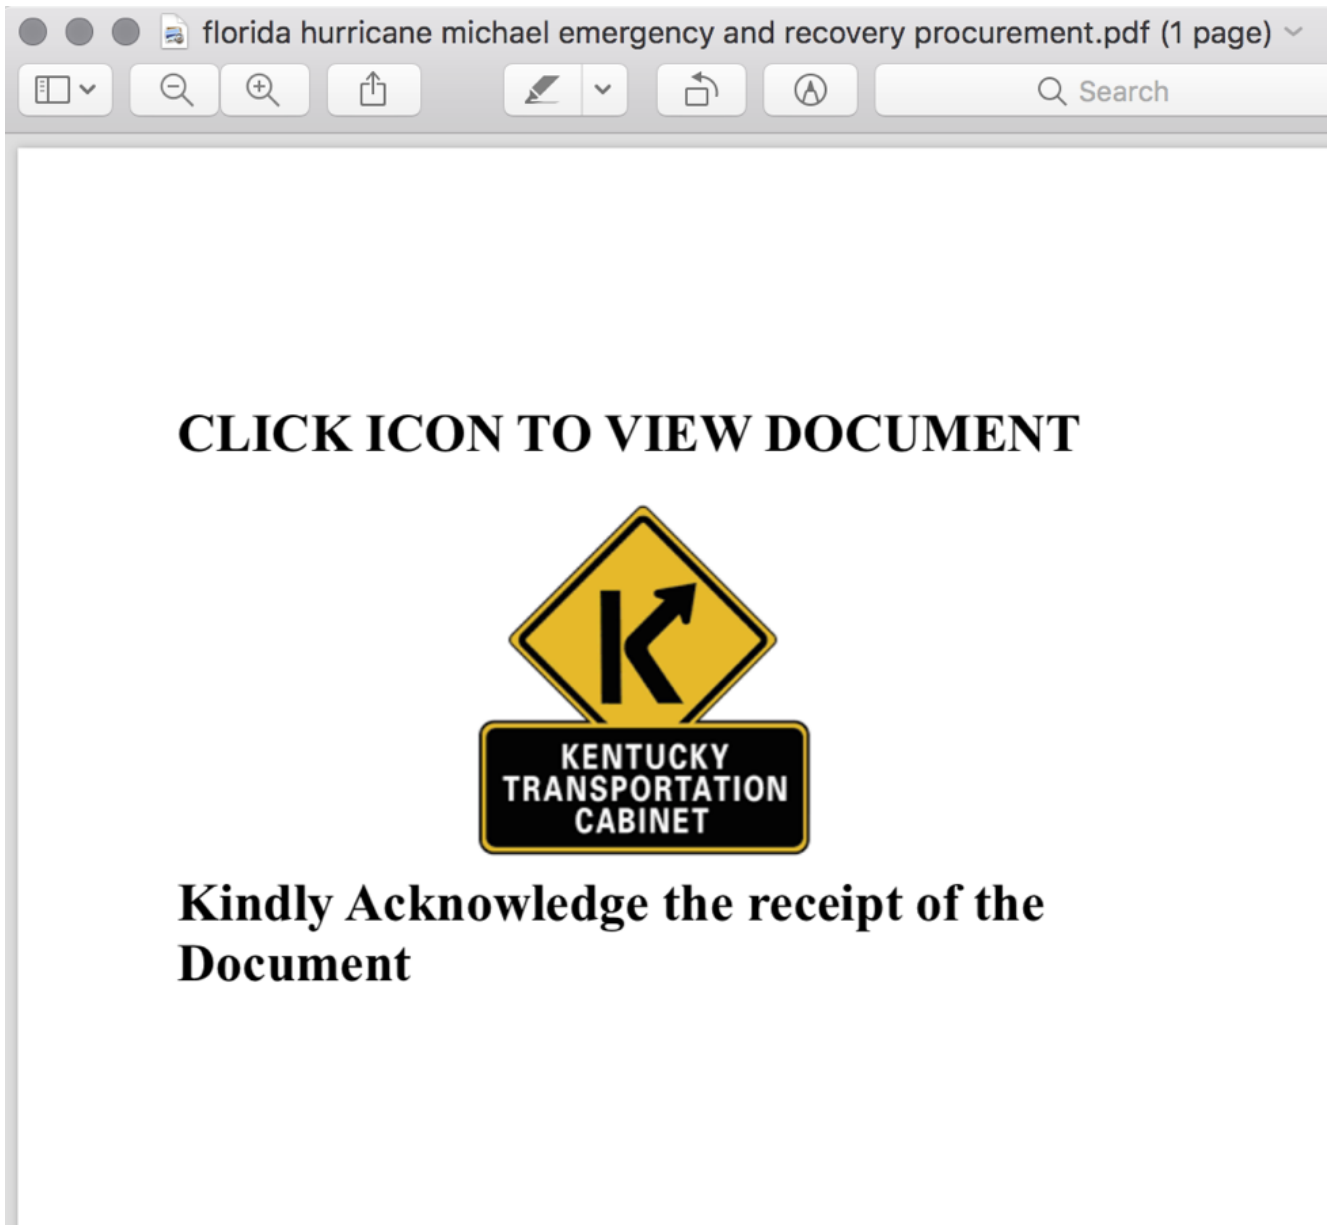 florida hurricane michael emergency and recovery procurement.pdf (1 page)
Search
CLICK ICON TO VIEW DOCUMENT
K
KENTUCKY
TRANSPORTATION
CABINET
Kindly Acknowledge the receipt of the
Document